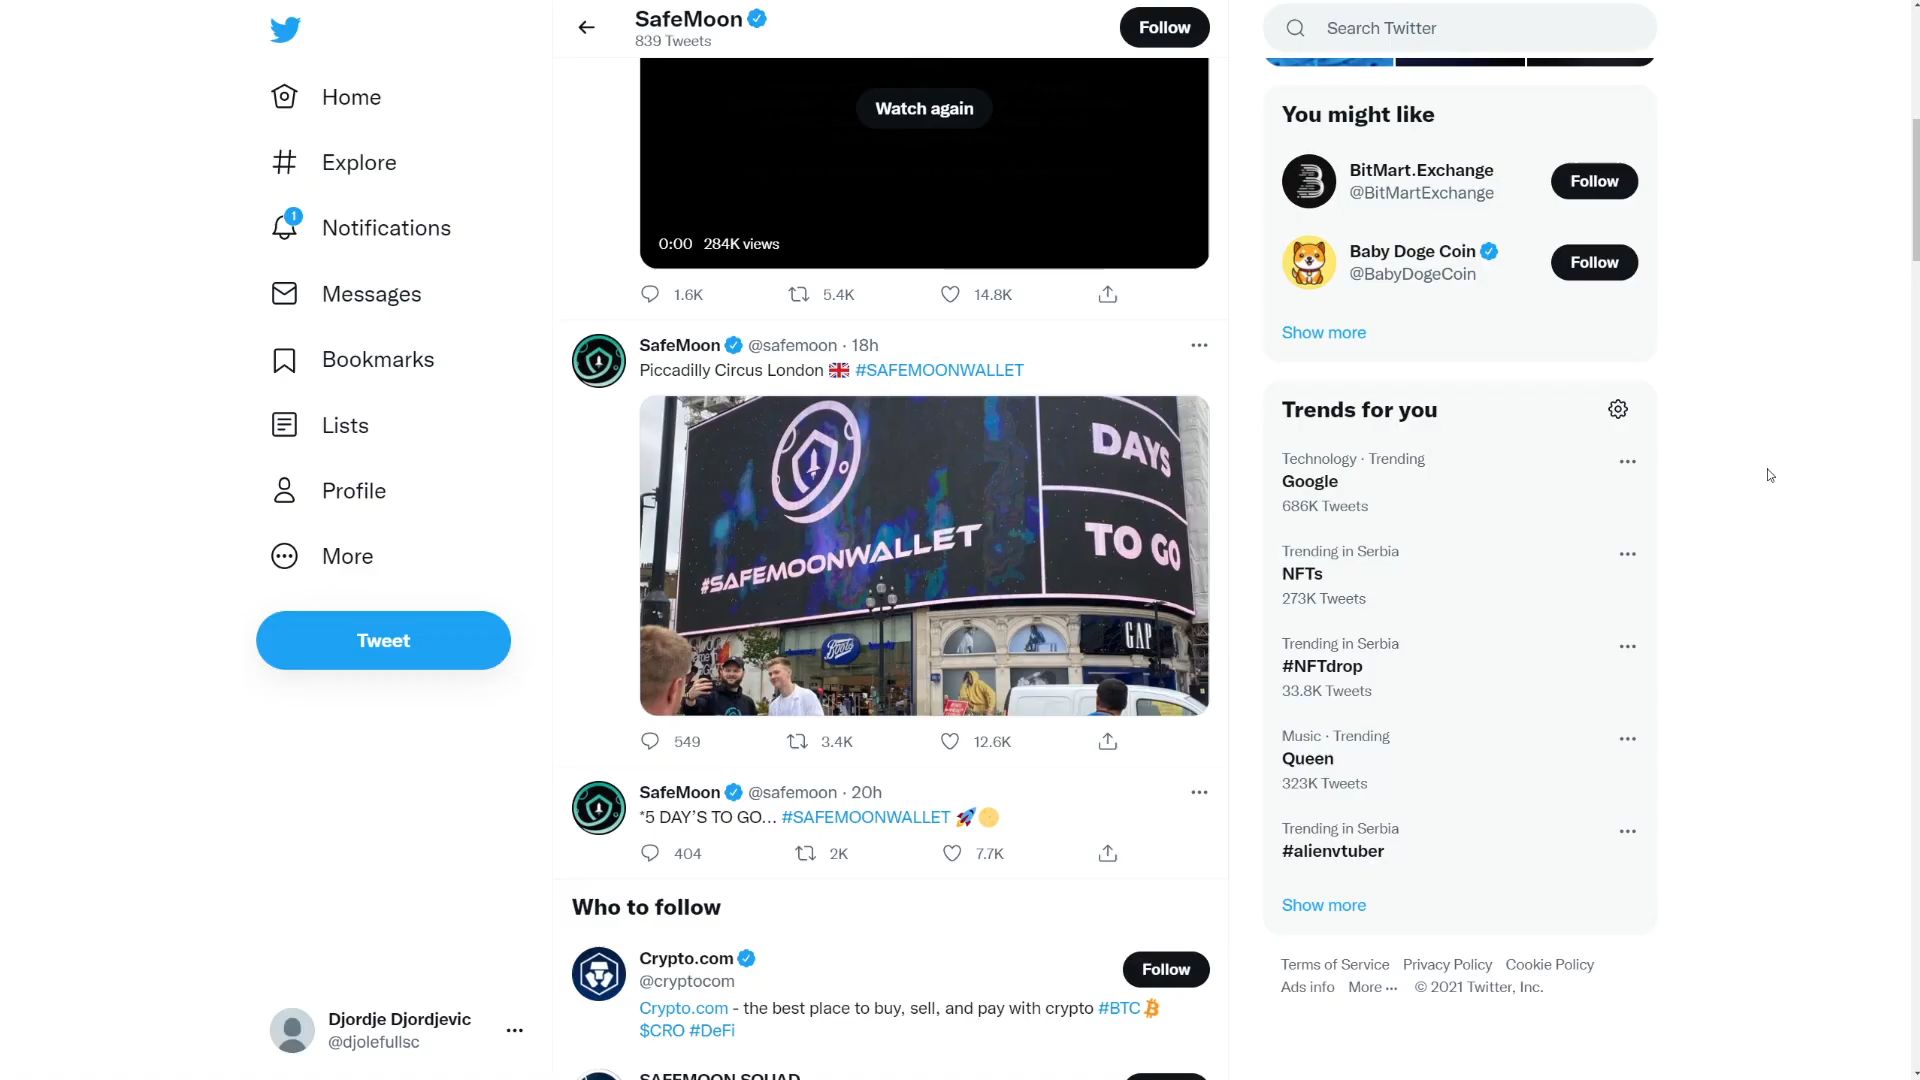 Home
Explore
1
Notifications
Messages
Bookmarks
Lists
Profile
More
Tweet
Djordje Djordjevic
@djolefullsc
SafeMoon
839 Tweets
Follow
Watch again
0:00 284K views
1.6K 5.4K 14.8K
SafeMoon @safemoon · 18h
Piccadilly Circus London #SAFEMOONWALLET
#SAFEMOONWALLET
DAYS
TO GO
Boots
GAP
549 3.4K 12.6K
SafeMoon @safemoon · 20h
*5 DAY’S TO GO... #SAFEMOONWALLET
404 2K 7.7K
Who to follow
Crypto.com
@cryptocom
Follow
Crypto.com - the best place to buy, sell, and pay with crypto #BTC
$CRO #DeFi
SAFEMOON SQUAD
Search Twitter
You might like
BitMart.Exchange
@BitMartExchange
Follow
Baby Doge Coin
@BabyDogeCoin
Follow
Show more
Trends for you
Technology · Trending
Google
686K Tweets
Trending in Serbia
NFTs
273K Tweets
Trending in Serbia
#NFTdrop
33.8K Tweets
Music · Trending
Queen
323K Tweets
Trending in Serbia
#alienvtuber
Show more
Terms of Service Privacy Policy Cookie Policy
Ads info More ··· © 2021 Twitter, Inc.